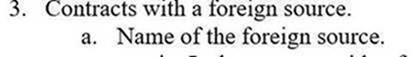 3. Contracts with a foreign source.
a. Name of the foreign source.